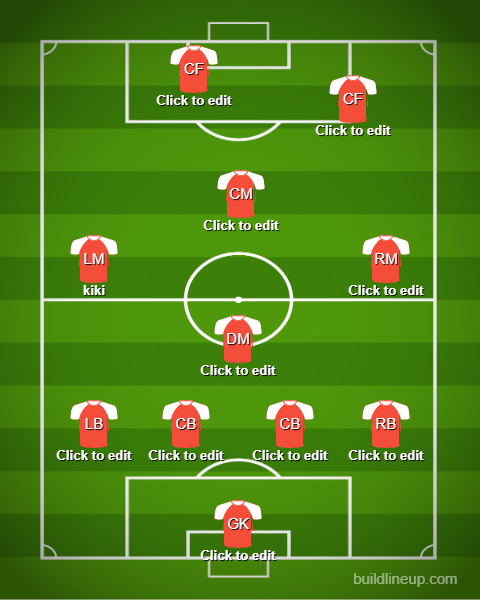 CF
Click to edit
CF
Click to edit
CM
Click to edit
LM
kiki
RM
Click to edit
DM
Click to edit
LB
Click to edit
CB
Click to edit
CB
Click to edit
RB
Click to edit
GK
Click to edit
buildlineup.com